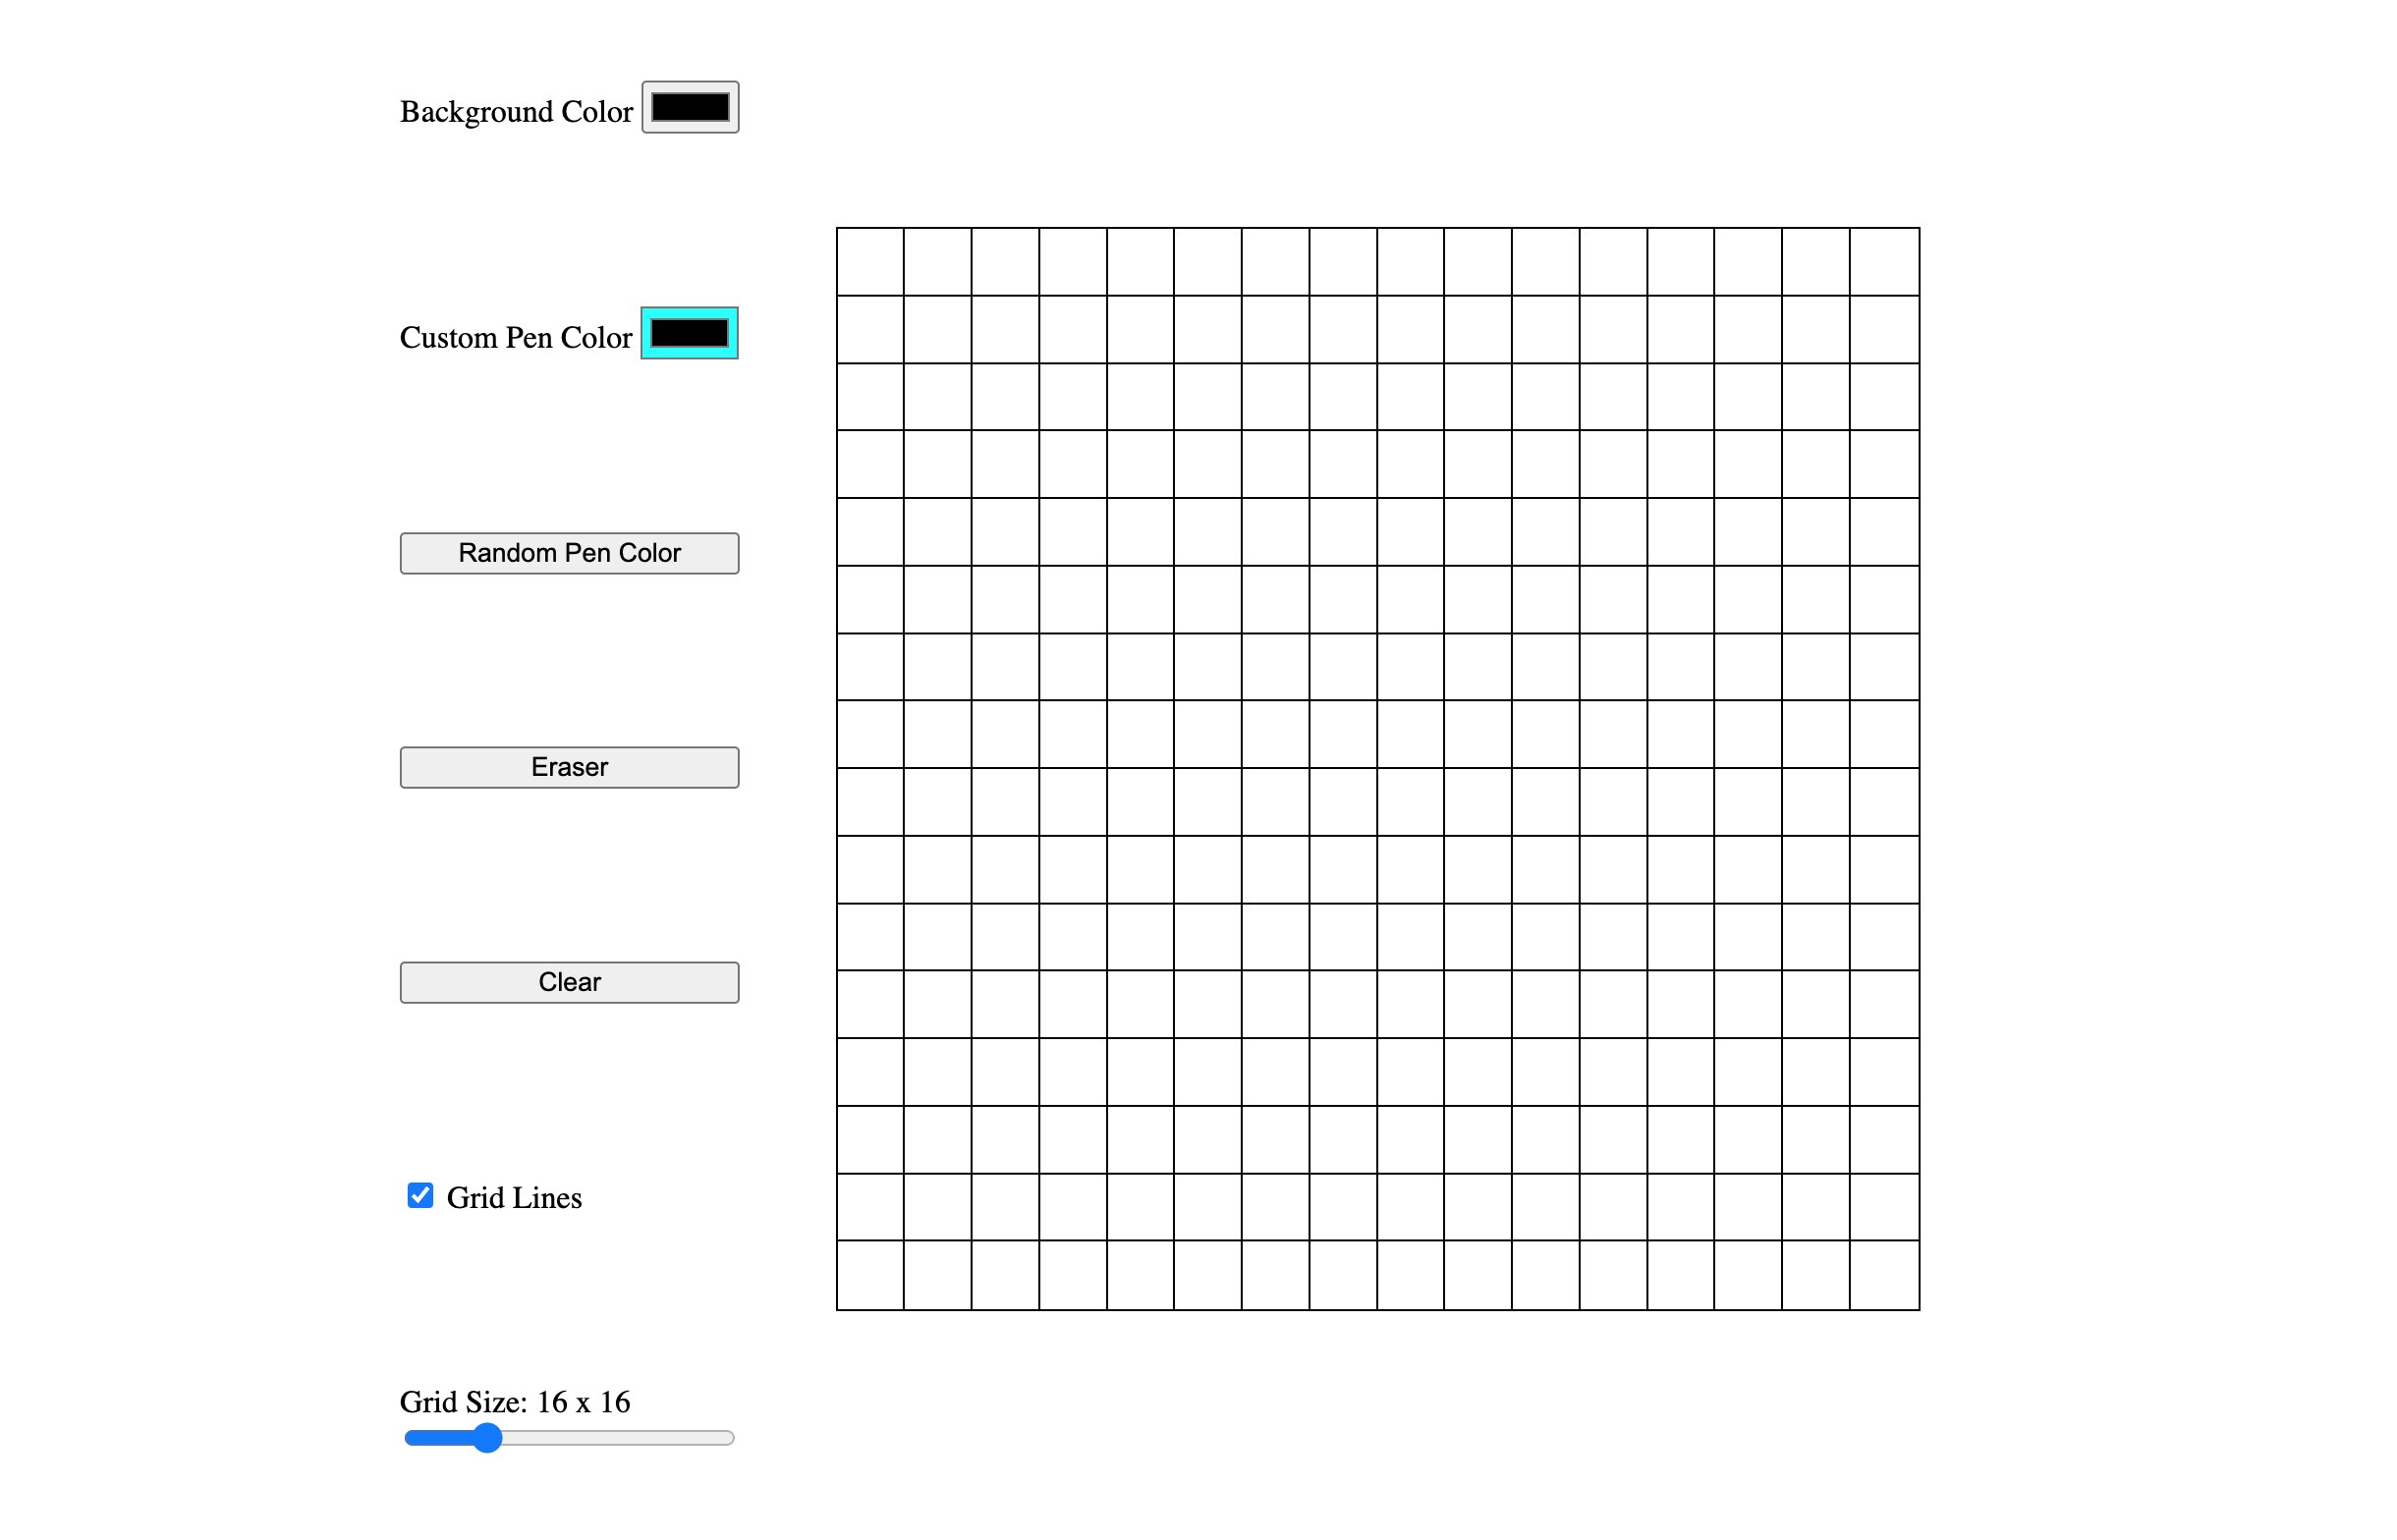 Background Color
Custom Pen Color
Random Pen Color
Eraser
Clear
Grid Lines
Grid Size: 16 x 16